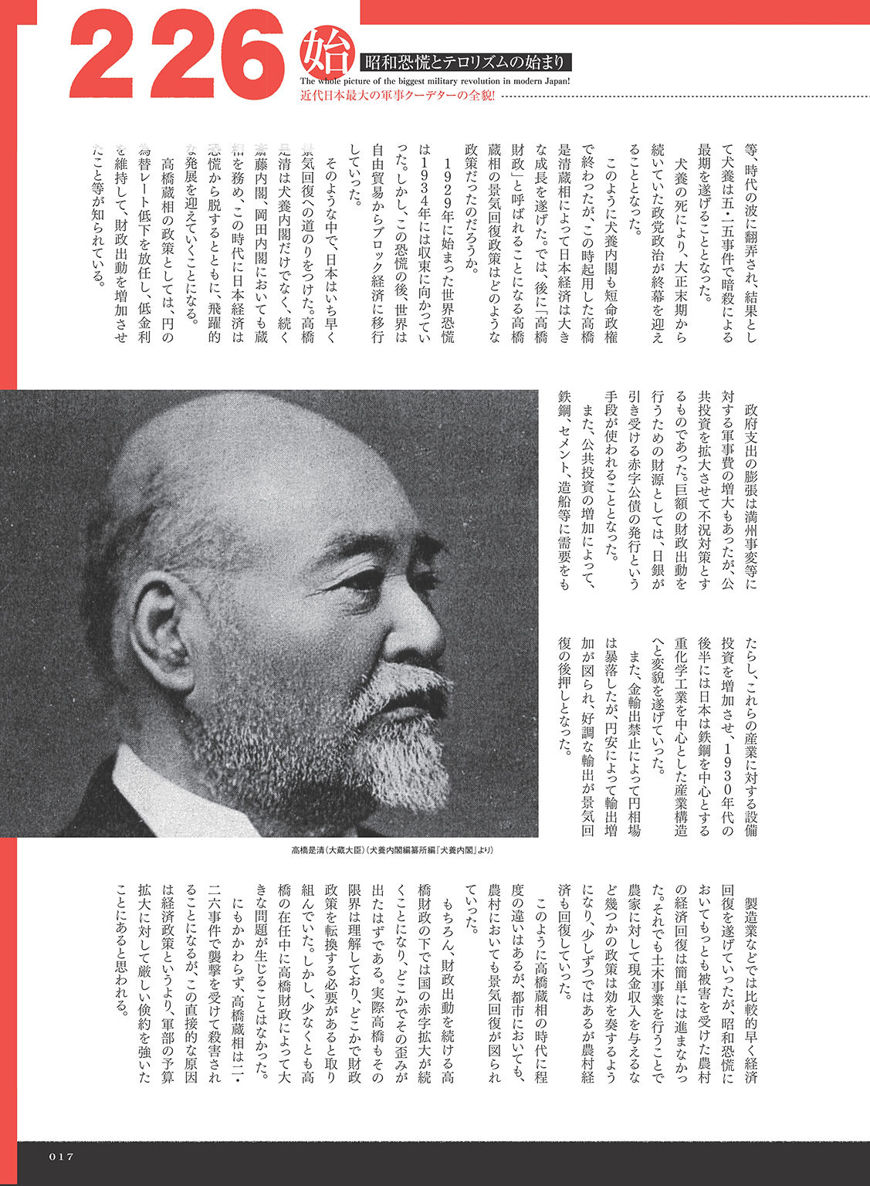 226
始
昭和恐慌とテロリズムの始まり
The whole picture of the biggest military revolution in modern Japan!
近代日本最大の軍事クーデターの全貌!
等、時代の波に翻弄され、結果とし
て犬養は五・一五事件で暗殺による
最期を遂げることとなった。
犬養の死により、大正末期から
続いていた政党政治が終幕を迎え
ることとなった。
このように犬養内閣も短命政権
で終わったが、この時起用した高橋
是清蔵相によって日本経済は大き
な成長を遂げた。では、後に「高橋
財政」と呼ばれることになる高橋
蔵相の景気回復政策はどのような
政策だったのだろうか。
1929年に始まった世界恐慌
は1934年には収束に向かってい
った。しかし、この恐慌の後、世界は
自由貿易からブロック経済に移行
していった。
そのような中で、日本はいち早く
景気回復への道のりをつけた。高橋
是清は犬養内閣だけでなく、続く
斎藤内閣、岡田内閣においても蔵
相を務め、この時代に日本経済は
恐慌から脱するとともに、飛躍的
な発展を迎えていくことになる。
高橋蔵相の政策としては、円の
為替レート低下を放任し、低金利
を維持して、財政出動を増加させ
たこと等が知られている。
政府支出の膨張は満州事変等に
対する軍事費の増大もあったが、公
共投資を拡大させて不況対策とす
るものであった。巨額の財政出動を
行うための財源としては、日銀が
引き受ける赤字公債の発行という
手段が使われることとなった。
また、公共投資の増加によって、
鉄鋼、セメント、造船等に需要をも
たらし、これらの産業に対する設備
投資を増加させ、1930年代の
後半には日本は鉄鋼を中心とする
重化学工業を中心とした産業構造
へと変貌を遂げていった。
また、金輸出禁止によって円相場
は暴落したが、円安によって輸出増
加が図られ、好調な輸出が景気回
復の後押しとなった。
高橋是清(大蔵大臣)(犬養内閣編纂所編『犬養内閣』より)
製造業などでは比較的早く経済
回復を遂げていったが、昭和恐慌に
おいてもっとも被害を受けた農村
の経済回復は簡単には進まなかっ
た。それでも土木事業を行うことで
農家に対して現金収入を与えるな
ど幾つかの政策は効を奏するよう
になり、少しずつではあるが農村経
済も回復していった。
このように高橋蔵相の時代に程
度の違いはあるが、都市においても、
農村においても景気回復が図られ
ていった。
もちろん、財政出動を続ける高
橋財政の下では国の赤字拡大が続
くことになり、どこかでその歪みが
出たはずである。実際高橋もその
限界は理解しており、どこかで財政
政策を転換する必要があると取り
組んでいた。しかし、少なくとも高
橋の在任中に高橋財政によって大
きな問題が生じることはなかった。
にもかかわらず、高橋蔵相は二・
二六事件で襲撃を受けて殺害され
ることになるが、この直接的な原因
は経済政策というより、軍部の予算
拡大に対して厳しい倹約を強いた
ことにあると思われる。
017